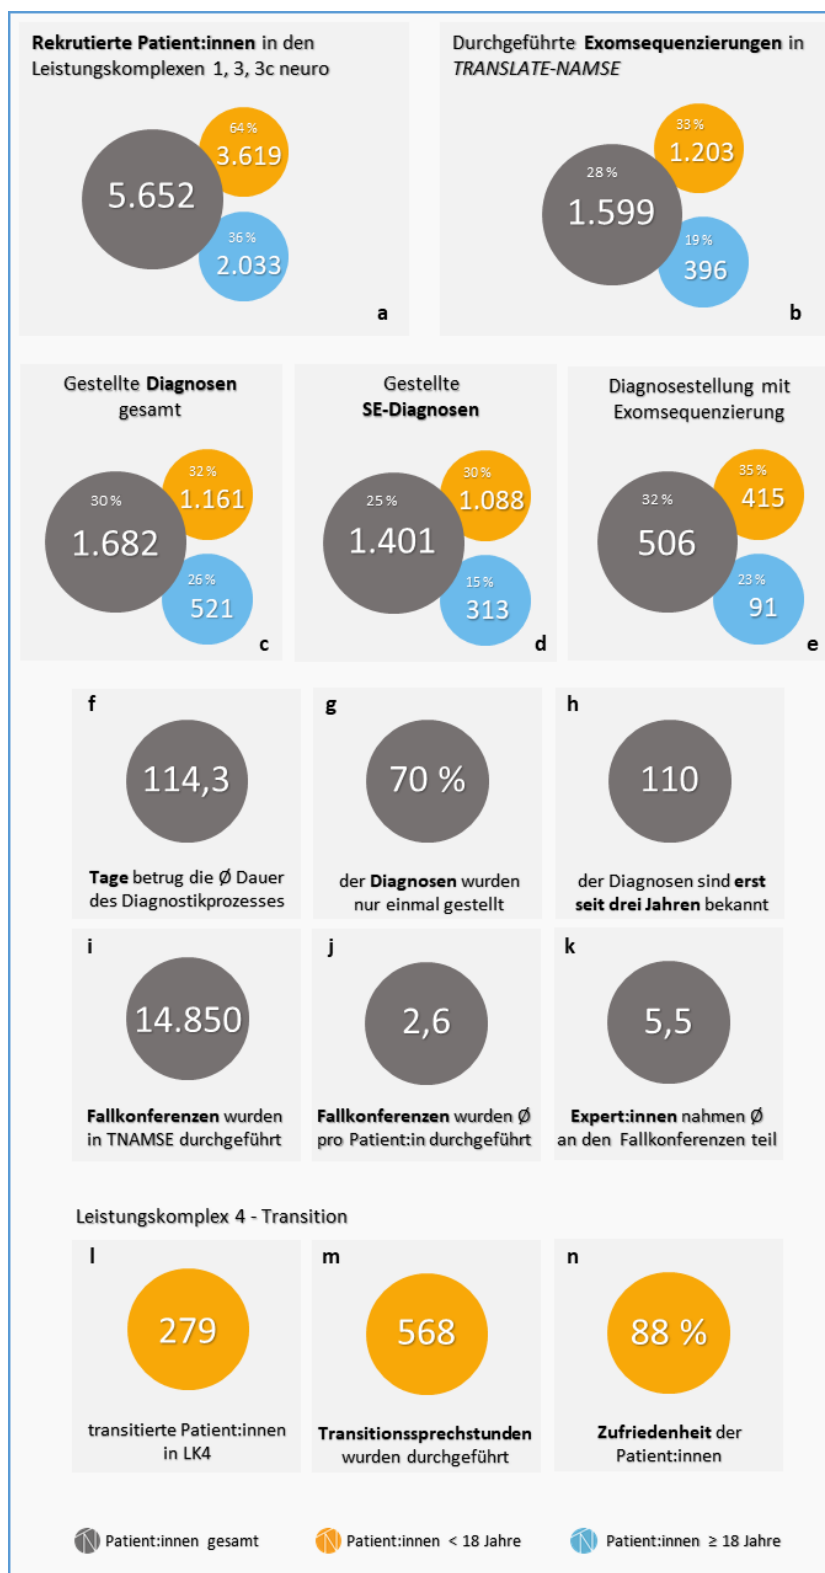 Rekrutierte Patient:innen in den
Leistungskomplexen 1, 3, 3c neuro
64 %
3.619
5.652
36 %
2.033
a
Durchgeführte Exomsequenzierungen in
TRANSLATE-NAMSE
33 %
1.203
28 %
1.599
19 %
396
b
Gestellte Diagnosen
gesamt
32 %
1.161
30 %
1.682
26 %
521
c
Gestellte
SE-Diagnosen
30 %
1.088
25 %
1.401
15 %
313
d
Diagnosestellung mit
Exomsequenzierung
35 %
415
32 %
506
23 %
91
e
f
114,3
Tage betrug die Ø Dauer
des Diagnostikprozesses
g
70 %
der Diagnosen wurden
nur einmal gestellt
h
110
der Diagnosen sind erst
seit drei Jahren bekannt
i
14.850
Fallkonferenzen wurden
in TNAMSE durchgeführt
j
2,6
Fallkonferenzen wurden Ø
pro Patient:in durchgeführt
k
5,5
Expert:innen nahmen Ø
an den Fallkonferenzen teil
Leistungskomplex 4 - Transition
l
279
transitierte Patient:innen
in LK4
m
568
Transitionssprechstunden
wurden durchgeführt
n
88 %
Zufriedenheit der
Patient:innen
Patient:innen gesamt
Patient:innen < 18 Jahre
Patient:innen ≥ 18 Jahre